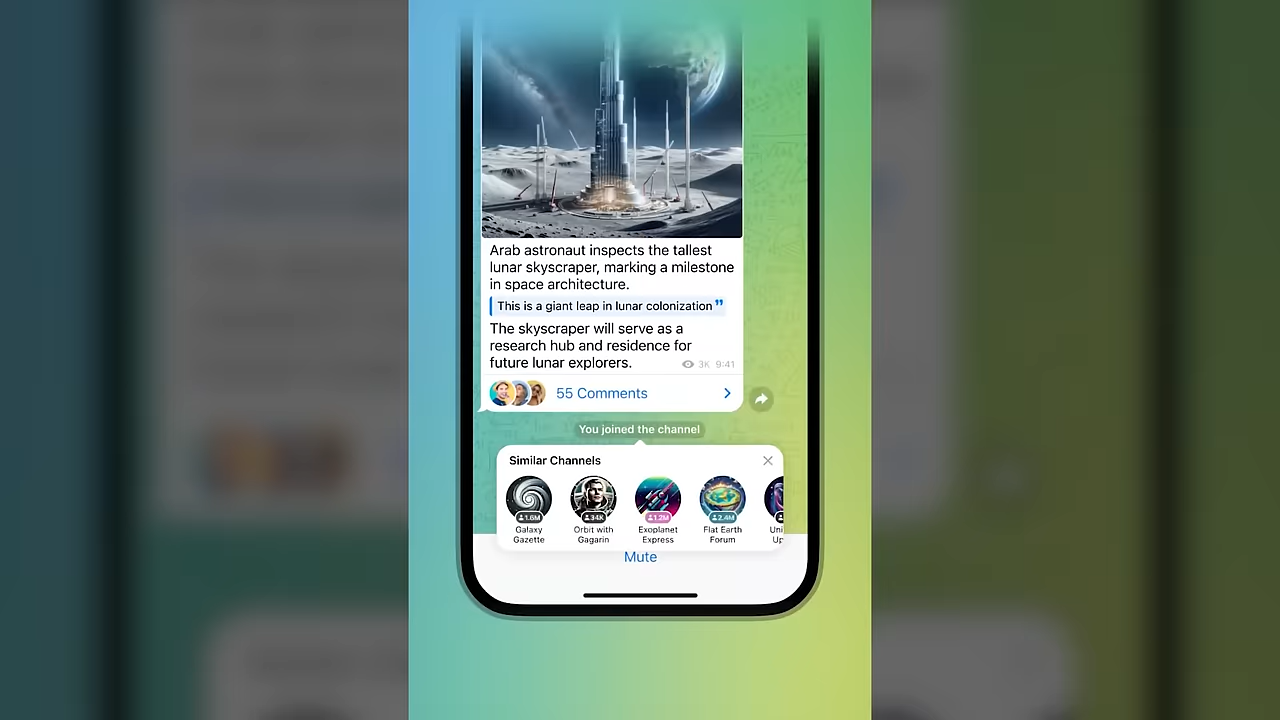 Arab astronaut inspects the tallest
lunar skyscraper, marking a milestone
in space architecture.
This is a giant leap in lunar colonization ”
The skyscraper will serve as a
research hub and residence for
future lunar explorers.
3K 9:41
55 Comments
You joined the channel
Similar Channels
1.6M 34K 1.2M 2.4M
Galaxy Orbit with Exoplanet Flat Earth Uni
Gazette Gagarin Express Forum Up
Mute